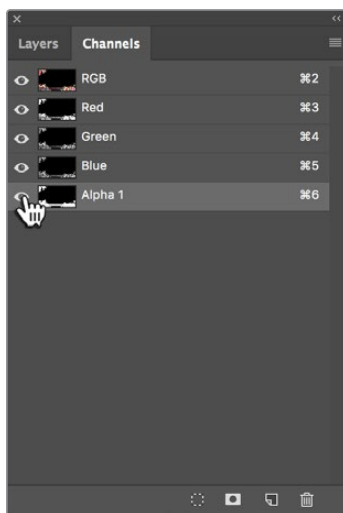 Layers Channels
RGB ⌘2
Red ⌘3
Green ⌘4
Blue ⌘5
Alpha 1 ⌘6